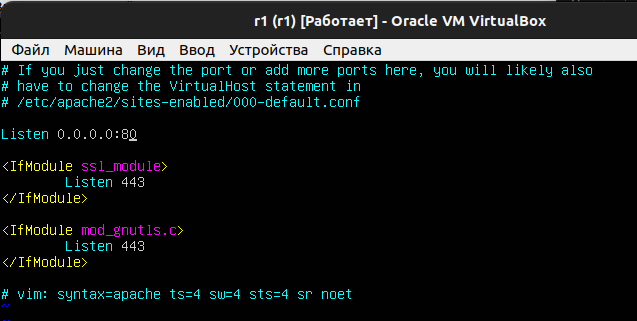 r1 (r1) [Работает] - Oracle VM VirtualBox
Файл Машина Вид Ввод Устройства Справка
# If you just change the port or add more ports here, you will likely also
# have to change the VirtualHost statement in
# /etc/apache2/sites-enabled/000-default.conf
Listen 0.0.0.0:80
<IfModule ssl_module>
Listen 443
</IfModule>
<IfModule mod_gnutls.c>
Listen 443
</IfModule>
# vim: syntax=apache ts=4 sw=4 sts=4 sr noet
~
~